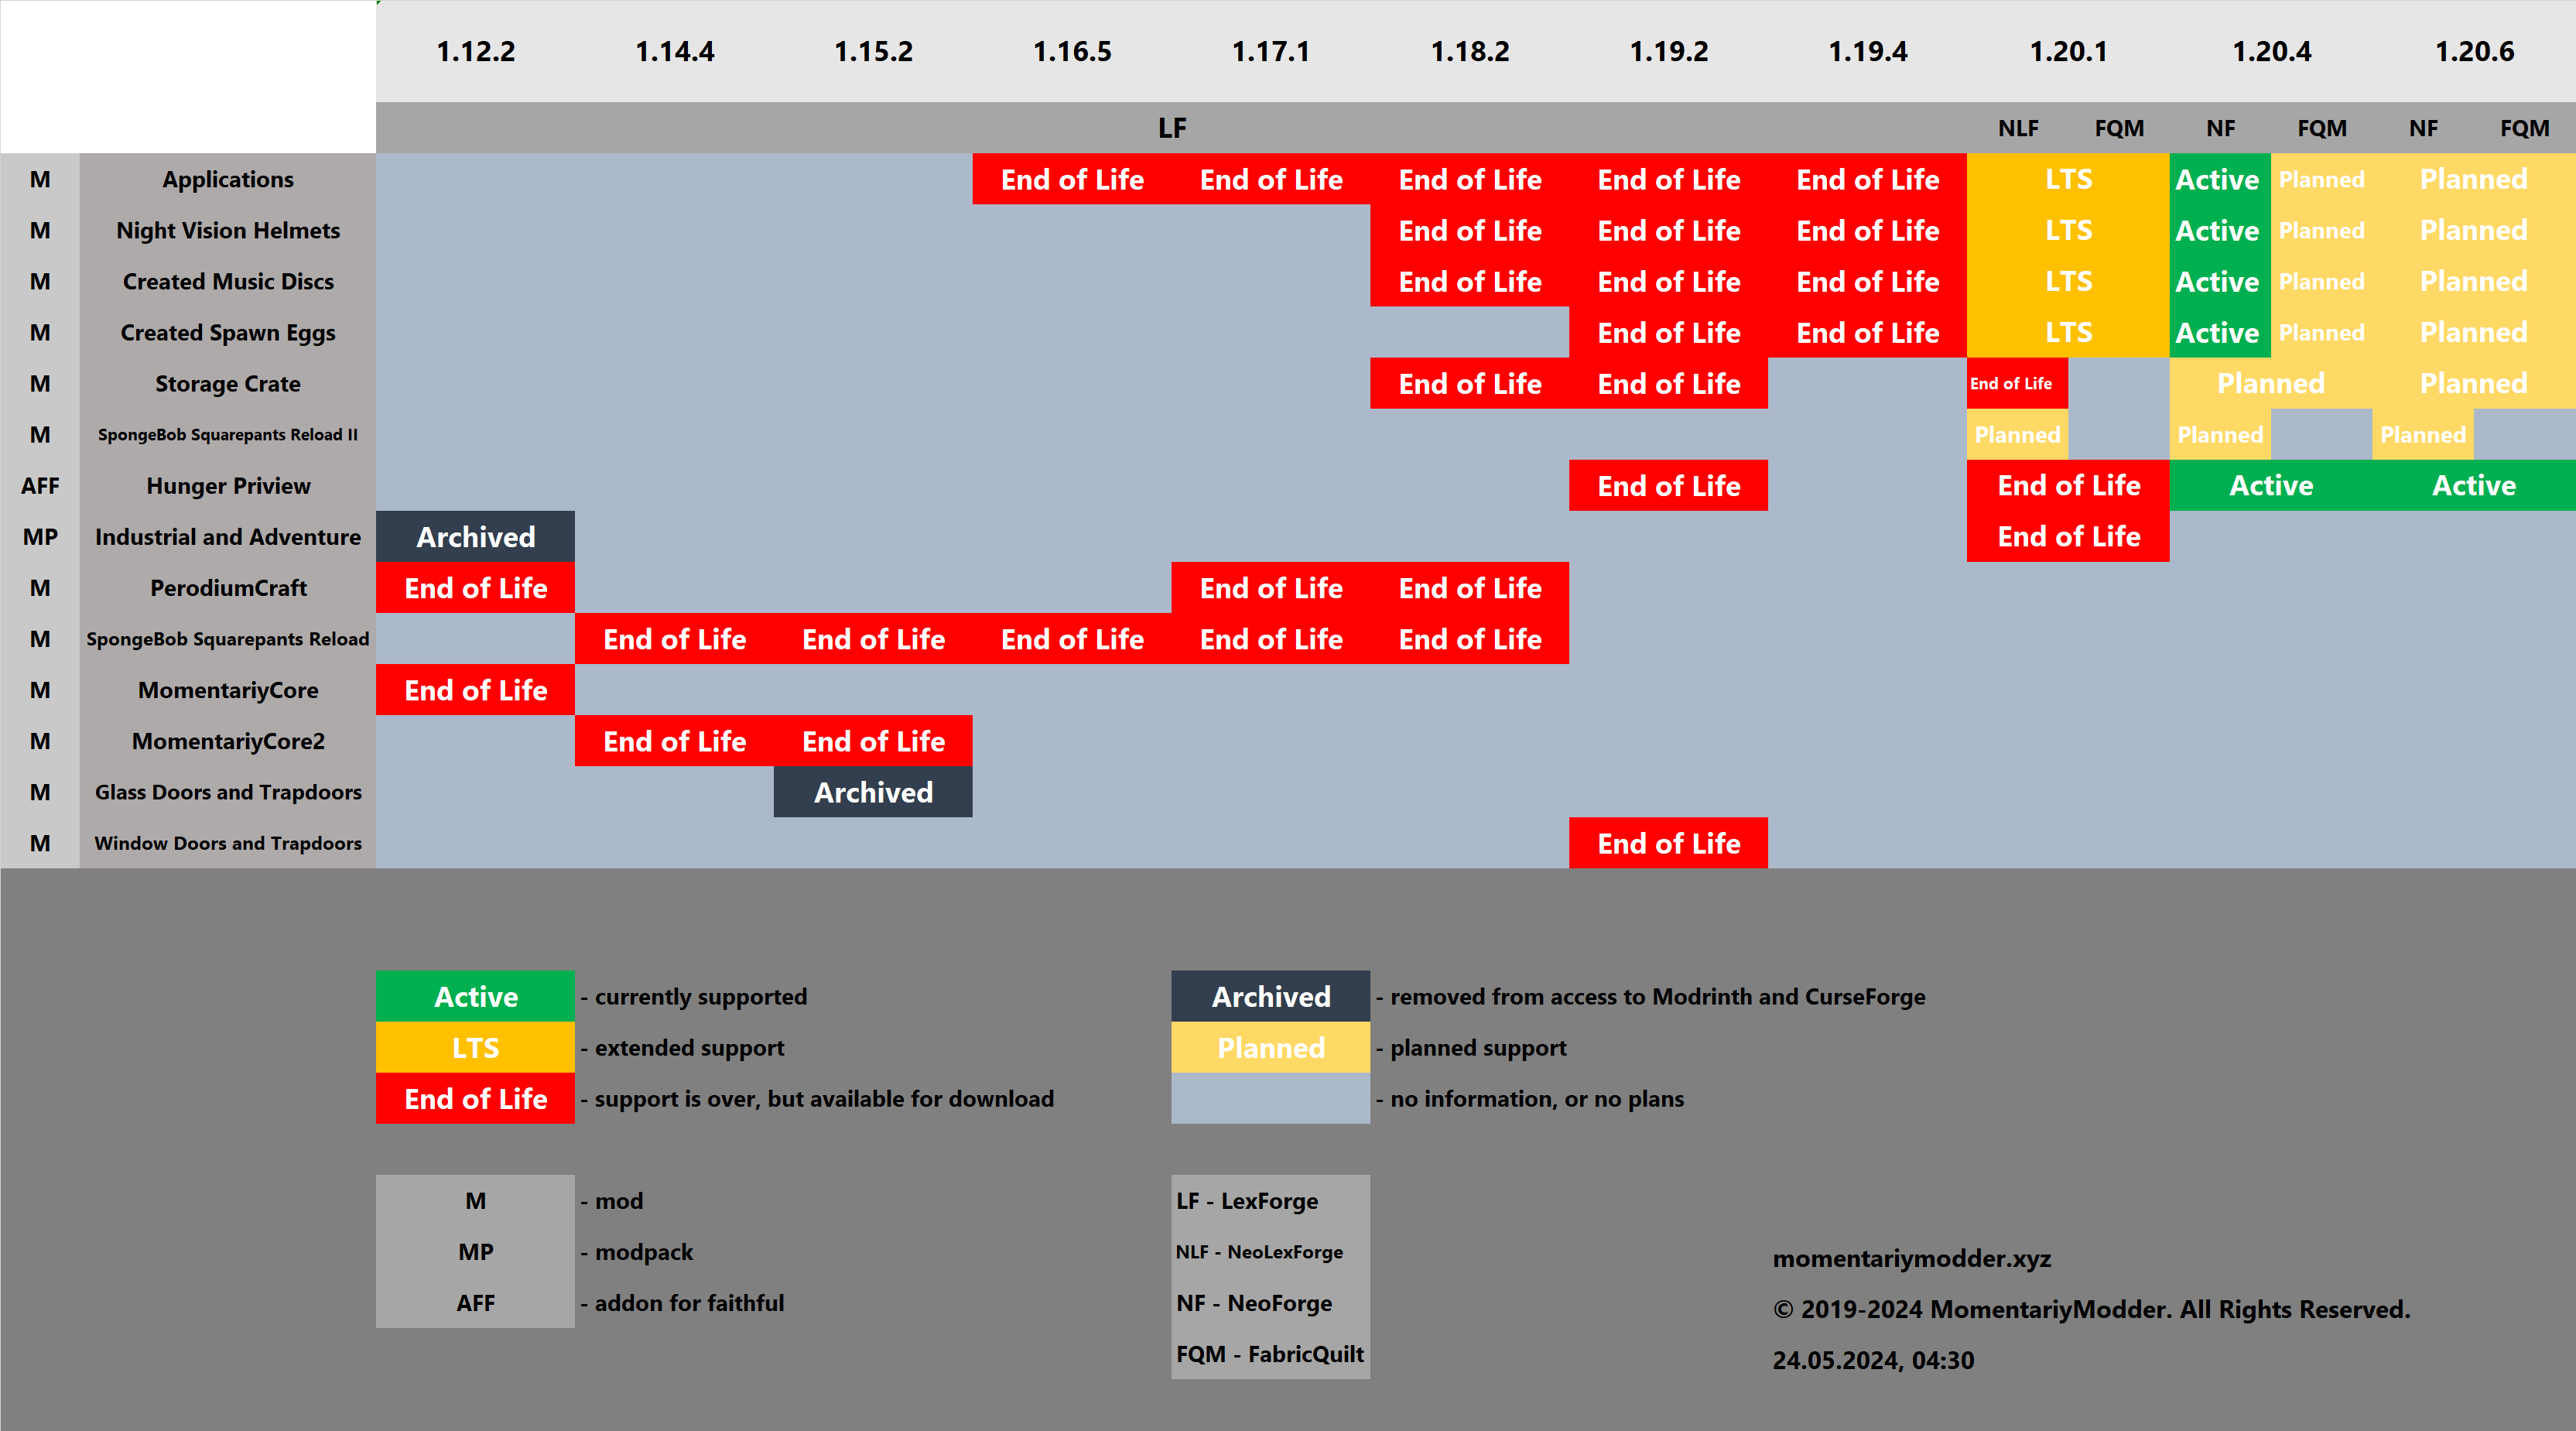 1.12.2 1.14.4 1.15.2 1.16.5 1.17.1 1.18.2 1.19.2 1.19.4 1.20.1 1.20.4 1.20.6
LF NLF FQM NF FQM NF FQM
M Applications End of Life End of Life End of Life End of Life End of Life LTS Active Planned Planned
M Night Vision Helmets End of Life End of Life End of Life LTS Active Planned Planned
M Created Music Discs End of Life End of Life End of Life LTS Active Planned Planned
M Created Spawn Eggs End of Life End of Life LTS Active Planned Planned
M Storage Crate End of Life End of Life End of Life Planned Planned
M SpongeBob Squarepants Reload II Planned Planned Planned
AFF Hunger Priview End of Life End of Life Active Active
MP Industrial and Adventure Archived End of Life
M PerodiumCraft End of Life End of Life End of Life
M SpongeBob Squarepants Reload End of Life End of Life End of Life End of Life End of Life
M MomentariyCore End of Life
M MomentariyCore2 End of Life End of Life
M Glass Doors and Trapdoors Archived
M Window Doors and Trapdoors End of Life
Active - currently supported
LTS - extended support
End of Life - support is over, but available for download
Archived - removed from access to Modrinth and CurseForge
Planned - planned support
- no information, or no plans
M - mod
MP - modpack
AFF - addon for faithful
LF - LexForge
NLF - NeoLexForge
NF - NeoForge
FQM - FabricQuilt
momentariymodder.xyz
© 2019-2024 MomentariyModder. All Rights Reserved.
24.05.2024, 04:30